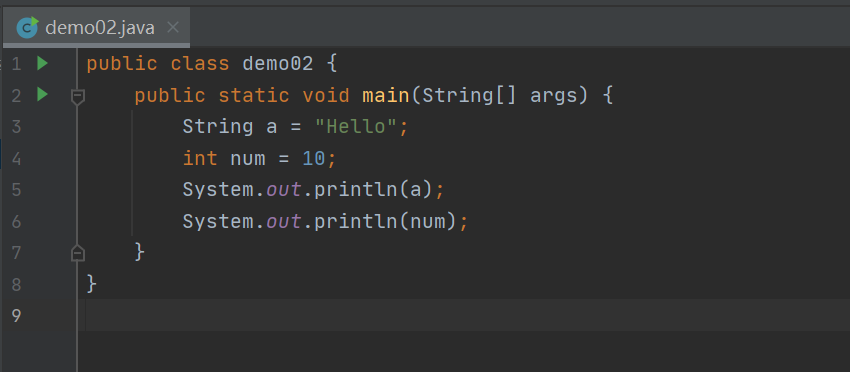 demo02.java
1 public class demo02 {
2     public static void main(String[] args) {
3         String a = "Hello";
4         int num = 10;
5         System.out.println(a);
6         System.out.println(num);
7     }
8 }
9